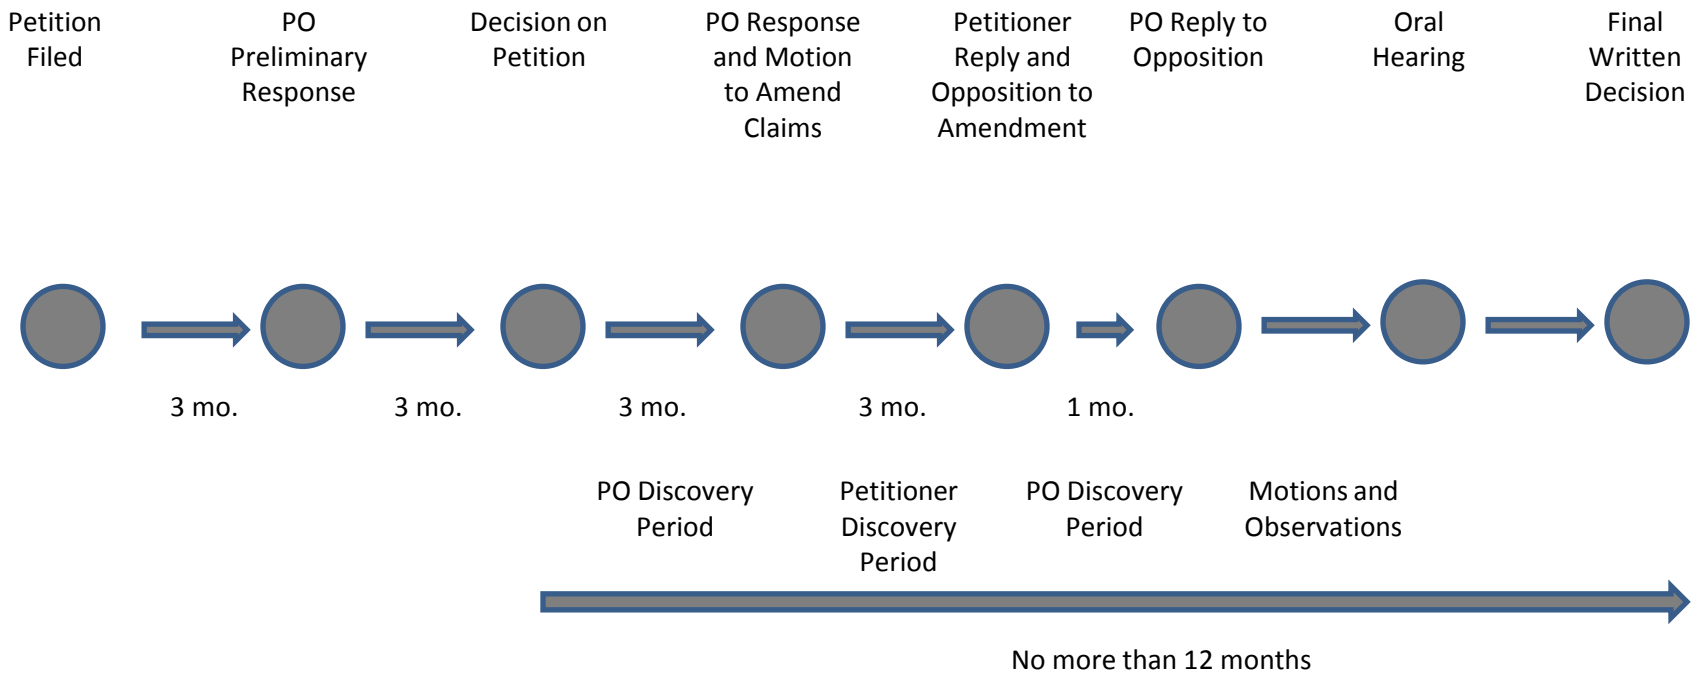 Petition
Filed
PO
Preliminary
Response
Decision on
Petition
PO Response
and Motion
to Amend
Claims
Petitioner
Reply and
Opposition to
Amendment
PO Reply to
Opposition
Oral
Hearing
Final
Written
Decision
3 mo.
3 mo.
3 mo.
3 mo.
1 mo.
PO Discovery
Period
Petitioner
Discovery
Period
PO Discovery
Period
Motions and
Observations
No more than 12 months